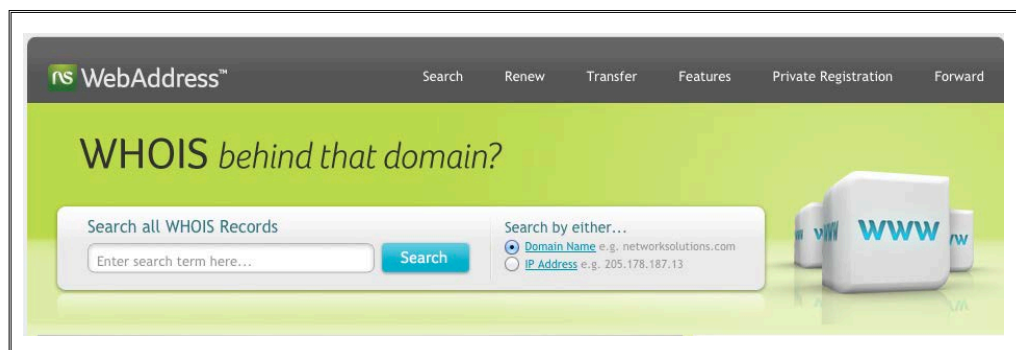 ns WebAddress™
Search Renew Transfer Features Private Registration Forward
WHOIS behind that domain?
Search all WHOIS Records
Enter search term here...
Search
Search by either...
Domain Name e.g. networksolutions.com
IP Address e.g. 205.178.187.13
www